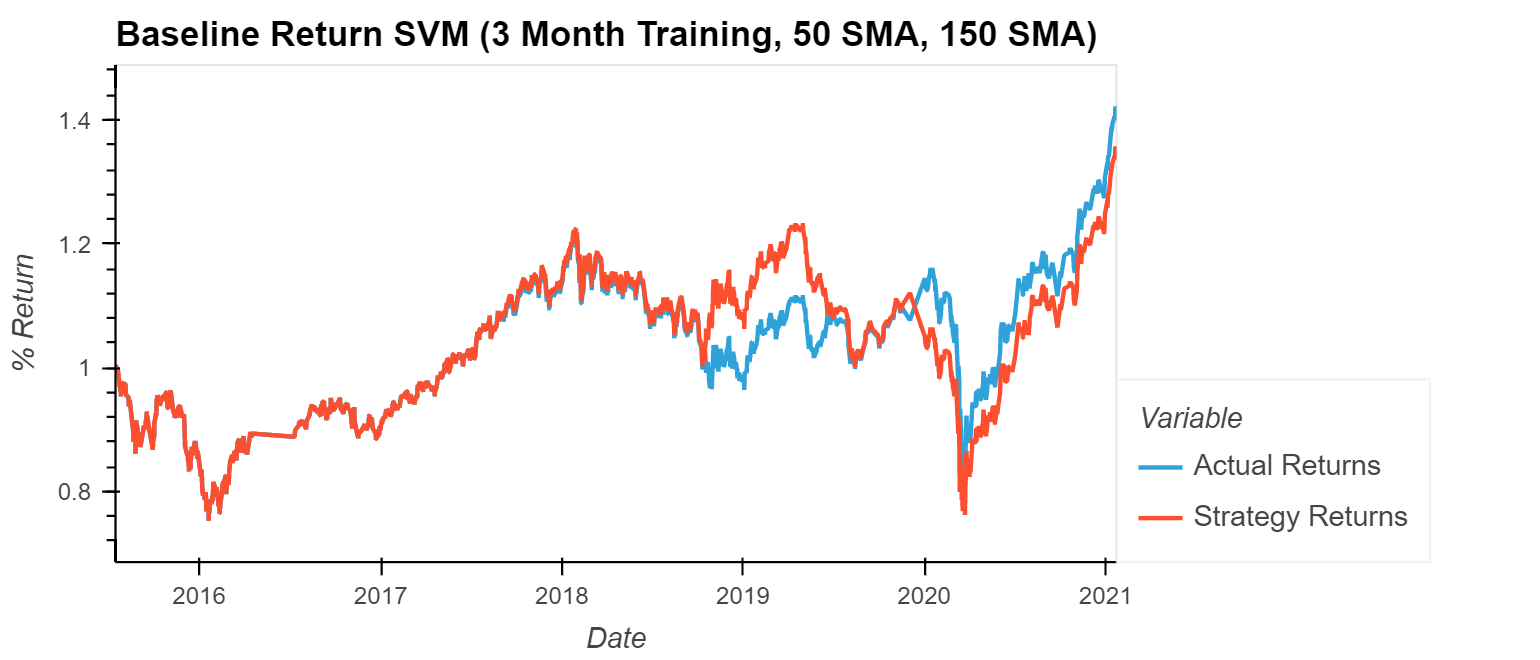 Baseline Return SVM (3 Month Training, 50 SMA, 150 SMA)
% Return
1.4
1.2
1
0.8
2016 2017 2018 2019 2020 2021
Date
Variable
Actual Returns
Strategy Returns